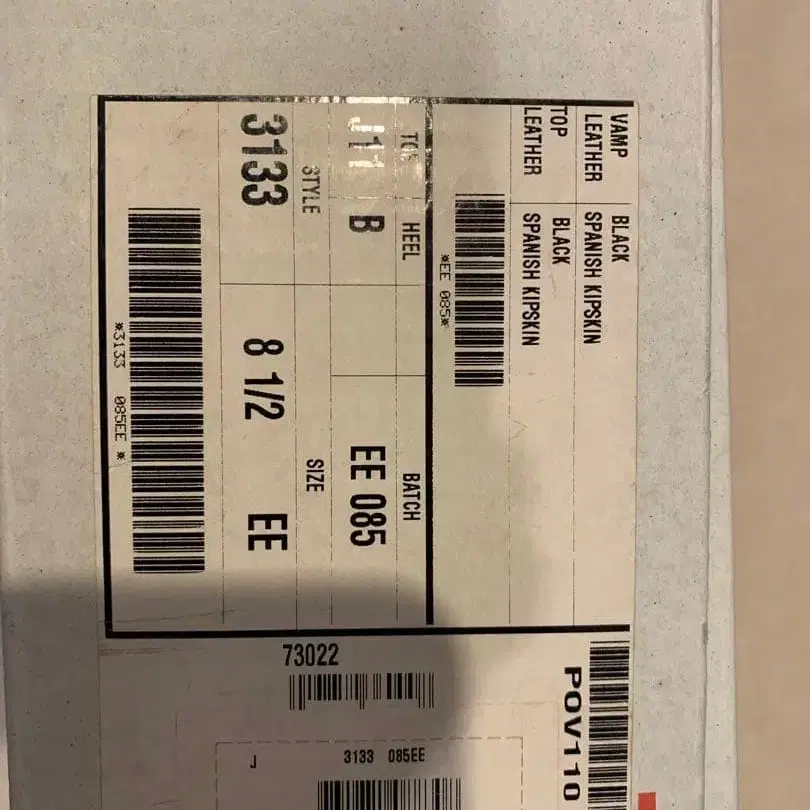 VAMP LEATHER BLACK SPANISH KIPSKIN
TOP LEATHER BLACK SPANISH KIPSKIN
*EE 085*
HEEL BATCH
B EE 085
STYLE SIZE
3133 8 1/2 EE
*3133 085EE *
POV110
73022
J 3133 085EE